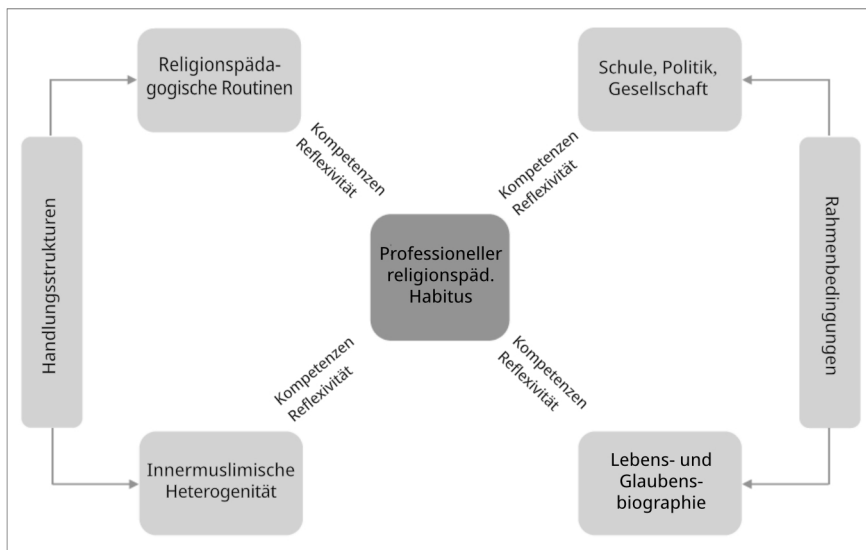 Religionspäda-
gogische Routinen
Schule, Politik,
Gesellschaft
Kompetenzen
Reflexivität
Kompetenzen
Reflexivität
Handlungsstrukturen
Professioneller
religionspäd.
Habitus
Rahmenbedingungen
Kompetenzen
Reflexivität
Kompetenzen
Reflexivität
Innermuslimische
Heterogenität
Lebens- und
Glaubens-
biographie